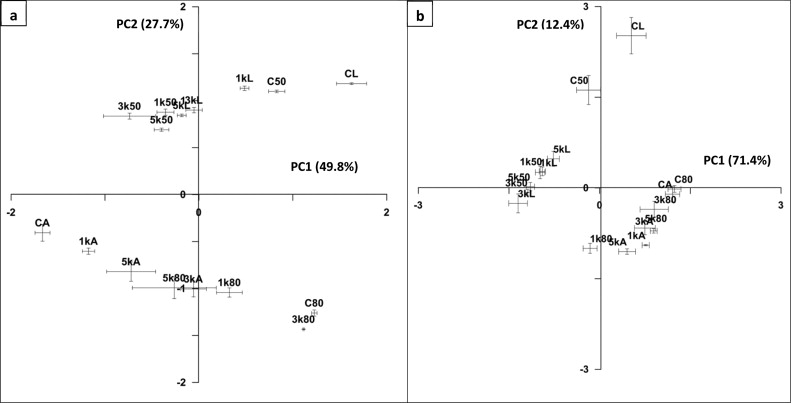 a
PC2 (27.7%)
2
CL
1kL
C50
1
3kL
1k50
5kL
3k50
5k50
PC1 (49.8%)
-2
0
2
CA
1kA
5kA
5k80
3kA
1k80
-1
C80
3k80
-2
b
3
PC2 (12.4%)
CL
C50
5kL
1k50
1kL
PC1 (71.4%)
5k50
3k50
C80
CA
-3
0
3
3kL
3k80
3kA
5k80
1kA
1k80
5kA
-3